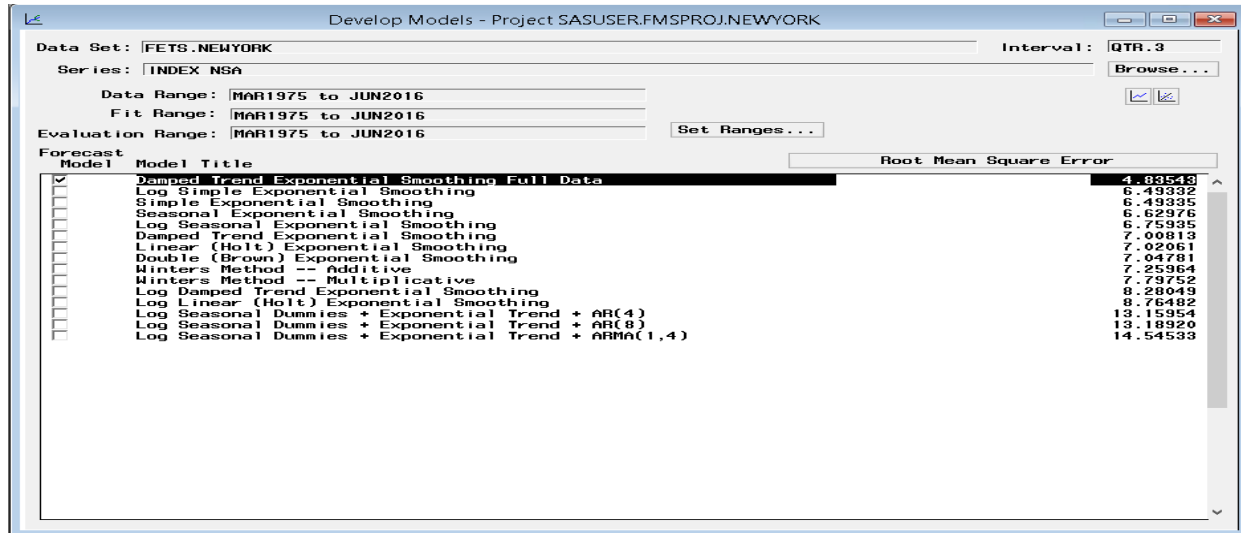 Develop Models - Project SASUSER.FMSPROJ.NEWYORK
Data Set: FETS.NEWYORK Interval: QTR.3
Series: INDEX NSA Browse...
Data Range: MAR1975 to JUN2016
Fit Range: MAR1975 to JUN2016
Evaluation Range: MAR1975 to JUN2016 Set Ranges...
Forecast
Model Model Title Root Mean Square Error
Damped Trend Exponential Smoothing Full Data 4.83543
Log Simple Exponential Smoothing 6.49332
Simple Exponential Smoothing 6.49335
Seasonal Exponential Smoothing 6.62976
Log Seasonal Exponential Smoothing 6.75935
Damped Trend Exponential Smoothing 7.00813
Linear (Holt) Exponential Smoothing 7.02061
Double (Brown) Exponential Smoothing 7.04781
Winters Method -- Additive 7.25964
Winters Method -- Multiplicative 7.79752
Log Damped Trend Exponential Smoothing 8.28049
Log Linear (Holt) Exponential Smoothing 8.76482
Log Seasonal Dummies + Exponential Trend + AR(4) 13.15954
Log Seasonal Dummies + Exponential Trend + AR(8) 13.18920
Log Seasonal Dummies + Exponential Trend + ARMA(1,4) 14.54533